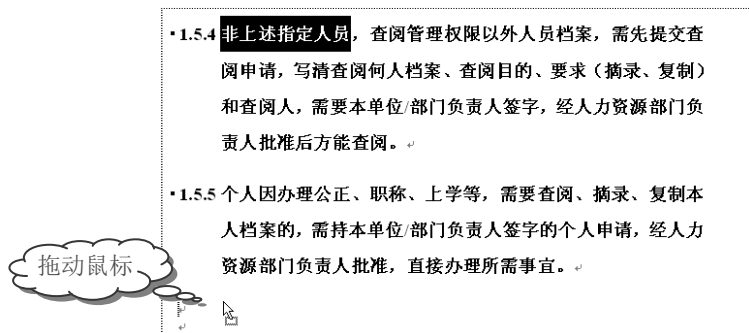 1.5.4 非上述指定人员，查阅管理权限以外人员档案，需先提交查
阅申请，写清查阅何人档案、查阅目的、要求（摘录、复制）
和查阅人，需要本单位/部门负责人签字，经人力资源部门负
责人批准后方能查阅。
1.5.5 个人因办理公正、职称、上学等，需要查阅、摘录、复制本
人档案的，需持本单位/部门负责人签字的个人申请，经人力
资源部门负责人批准，直接办理所需事宜。
拖动鼠标